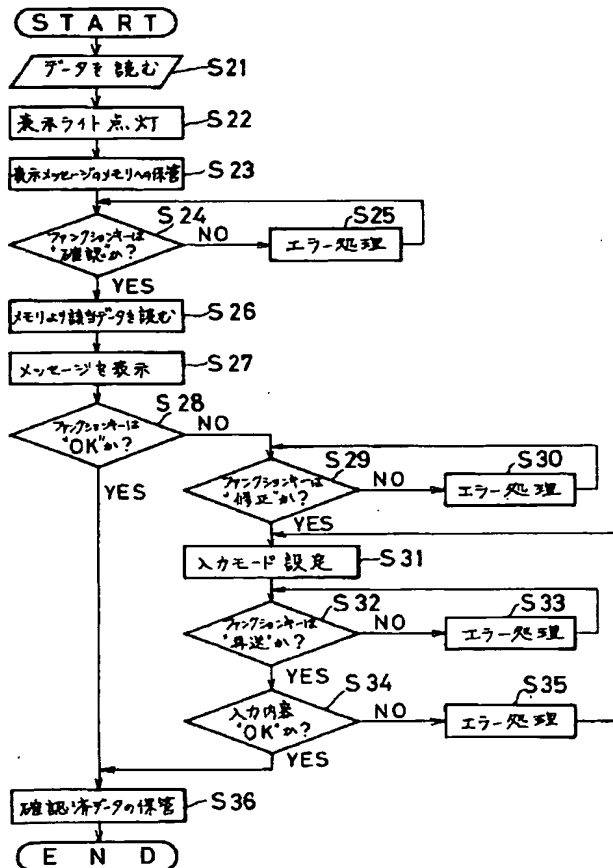 START
データを読む S21
表示ライト点灯 S22
表示メッセージのメモリへの保管 S23
S24
ファンクションキーは
"確認"か?
NO
S25
エラー処理
YES
メモリより該当データを読む S26
メッセージを表示 S27
S28
ファンクションキーは
"OK"か?
NO
YES
S29
ファンクションキーは
"修正"か?
NO
S30
エラー処理
YES
入力モード設定 S31
S32
ファンクションキーは
"再送"か?
NO
S33
エラー処理
YES
S34
入力内容
"OK"か?
NO
S35
エラー処理
YES
確認済データの保管 S36
END